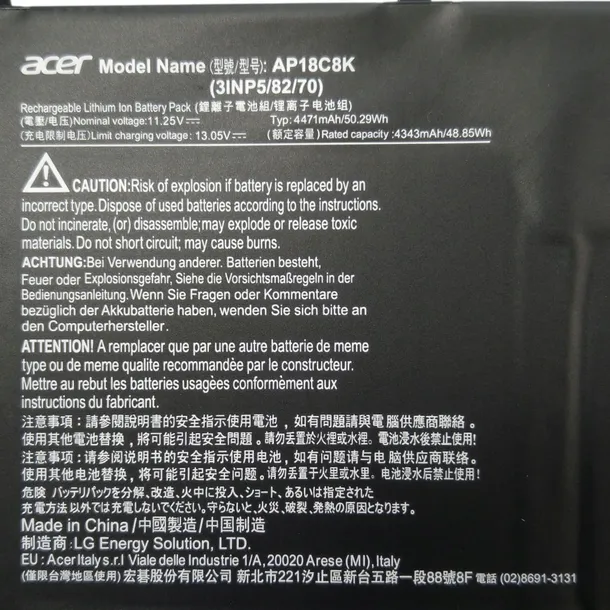 acer Model Name (型號/型号): AP18C8K
(3INP5/82/70)
Rechargeable Lithium Ion Battery Pack (鋰離子電池組/锂离子电池组)
(電壓/电压)Nominal voltage:11.25V⎓ Typ: 4471mAh/50.29Wh
(充电限制电压)Limit charging voltage: 13.05V⎓ (額定容量) Rated capacity :4343mAh/48.85Wh
CAUTION:Risk of explosion if battery is replaced by an
incorrect type.Dispose of used batteries according to the instructions.
Do not incinerate, (or) disassemble;may explode or release toxic
materials.Do not short circuit; may cause burns.
ACHTUNG:Bei Verwendung anderer. Batterien besteht,
Feuer oder Explosionsgefahr, Siehe die Vorsichtsmaßregeln in der
Bedienungsanleitung.Wenn Sie Fragen oder Kommentare
bezüglich der Akkubatterie haben, wenden Sie sich bitte an
den Computerhersteller.
ATTENTION! A remplacer que par une autre batterie de meme
type ou de meme qualite recommandée par le constructeur.
Mettre au rebut les batteries usagées conformément aux
instructions du fabricant.
注意事項：請參閱說明書的安全指示使用電池，如有問題請與電腦供應商聯絡。
使用其他電池替換，將可能引起安全問題。請勿丟置於火裡或水裡。電池浸水後禁止使用!
注意事项：请参阅说明书的安全指示使用电池，如有问题请与电脑供应商联络。
使用其他电池替换，将可能引起安全问题。请勿丢置于火里或水里。电池浸水后禁止使用!
危険 バッテリパックを分解、改造、火中に投入、ショート、あるいは指定された
充電方法以外では充電しないでください。守らないと、火災、破裂、発熱の原因となります。
Made in China/中國製造/中国制造
制造商:LG Energy Solution, LTD.
EU : Acer Italy s.r.l Viale delle Industrie 1/A, 20020 Arese (MI), Italy
(僅限台灣地區使用) 宏碁股份有限公司 新北市221汐止區新台五路一段88號8F 電話 (02)8691-3131